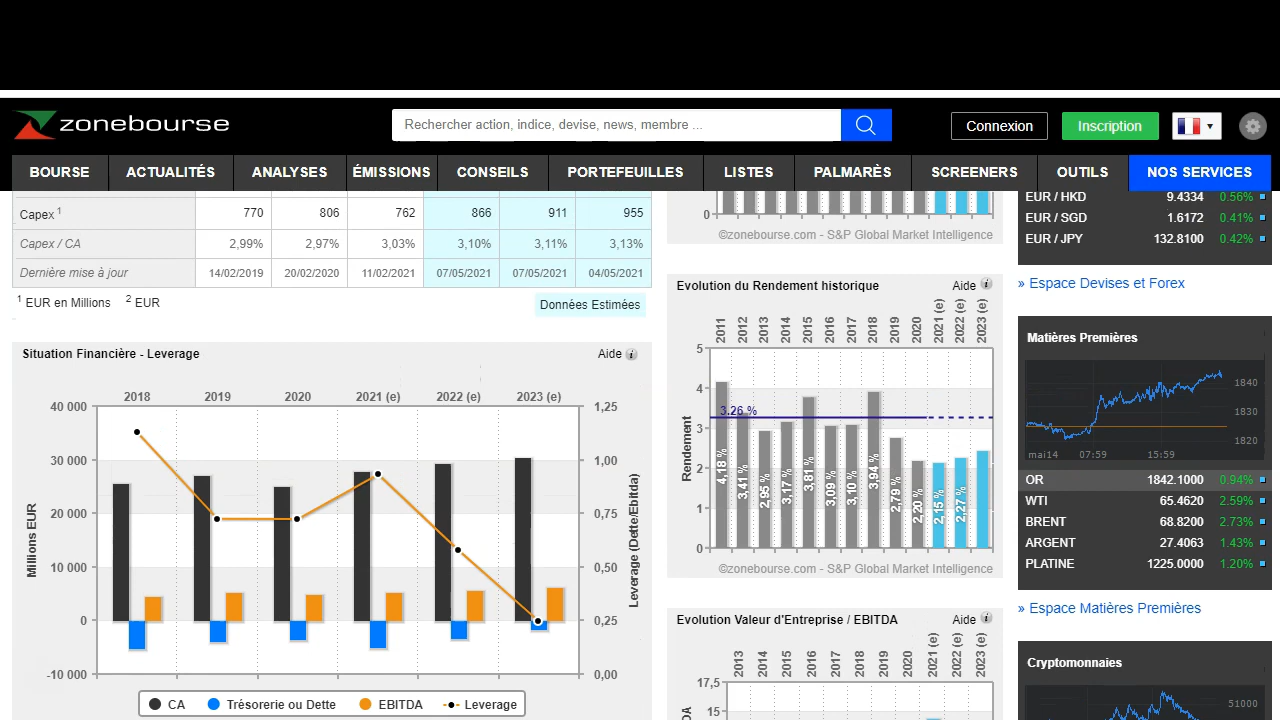 zonebourse
Rechercher action, indice, devise, news, membre ...
Connexion
Inscription
BOURSE ACTUALITÉS ANALYSES ÉMISSIONS CONSEILS PORTEFEUILLES LISTES PALMARÈS SCREENERS OUTILS NOS SERVICES
Capex 1 770 806 762 866 911 955
Capex / CA 2,99% 2,97% 3,03% 3,10% 3,11% 3,13%
Dernière mise à jour 14/02/2019 20/02/2020 11/02/2021 07/05/2021 07/05/2021 04/05/2021
1 EUR en Millions 2 EUR
Données Estimées
Situation Financière - Leverage
Aide
2018 2019 2020 2021 (e) 2022 (e) 2023 (e)
40 000 1,25
30 000 1,00
20 000 0,75
10 000 0,50
0 0,25
-10 000 0,00
Millions EUR
Leverage (Dette/Ebitda)
CA Trésorerie ou Dette EBITDA Leverage
0
©zonebourse.com - S&P Global Market Intelligence
Evolution du Rendement historique
Aide
2011 2012 2013 2014 2015 2016 2017 2018 2019 2020 2021 (e) 2022 (e) 2023 (e)
5
4
3
2
1
0
Rendement
3.26 %
4,18 % 3,41 % 2,95 % 3,17 % 3,81 % 3,09 % 3,10 % 3,94 % 2,79 % 2,20 % 2,15 % 2,27 %
©zonebourse.com - S&P Global Market Intelligence
Evolution Valeur d'Entreprise / EBITDA
Aide
2013 2014 2015 2016 2017 2018 2019 2020 2021 (e) 2022 (e) 2023 (e)
17,5
15
EUR / HKD 9.4334 0.56%
EUR / SGD 1.6172 0.41%
EUR / JPY 132.8100 0.42%
» Espace Devises et Forex
Matières Premières
1840
1830
1820
mai14 07:59 15:59
OR 1842.1000 0.94%
WTI 65.4620 2.59%
BRENT 68.8200 2.73%
ARGENT 27.4063 1.43%
PLATINE 1225.0000 1.20%
» Espace Matières Premières
Cryptomonnaies
51000